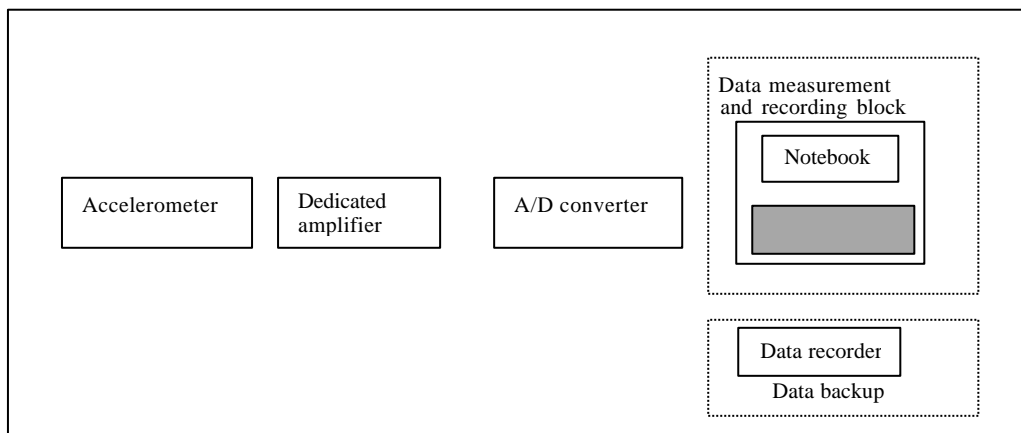 Data measurement
and recording block
Notebook
Accelerometer
Dedicated
amplifier
A/D converter
Data recorder
Data backup